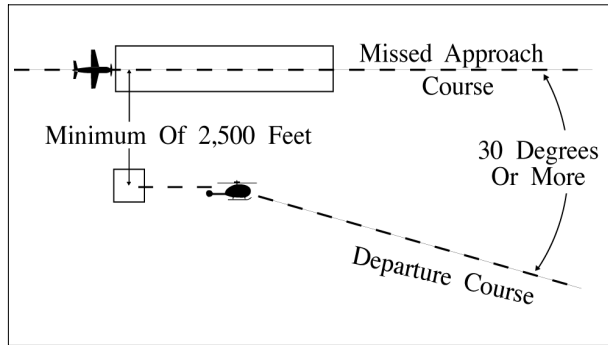 Missed Approach
Course
Minimum Of 2,500 Feet
30 Degrees
Or More
Departure Course